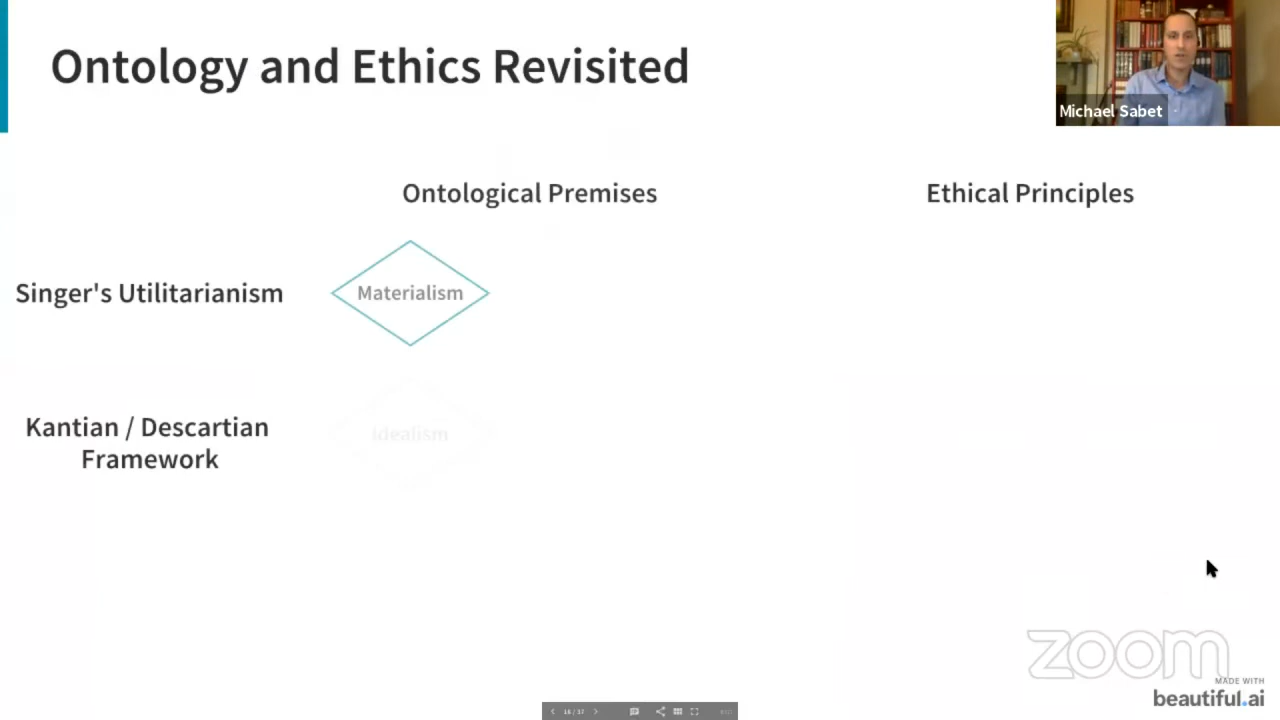 Ontology and Ethics Revisited
Michael Sabet
Ontological Premises
Ethical Principles
Singer's Utilitarianism
Materialism
Kantian / Descartian
Framework
Idealism
zoom
MADE WITH
beautiful.ai